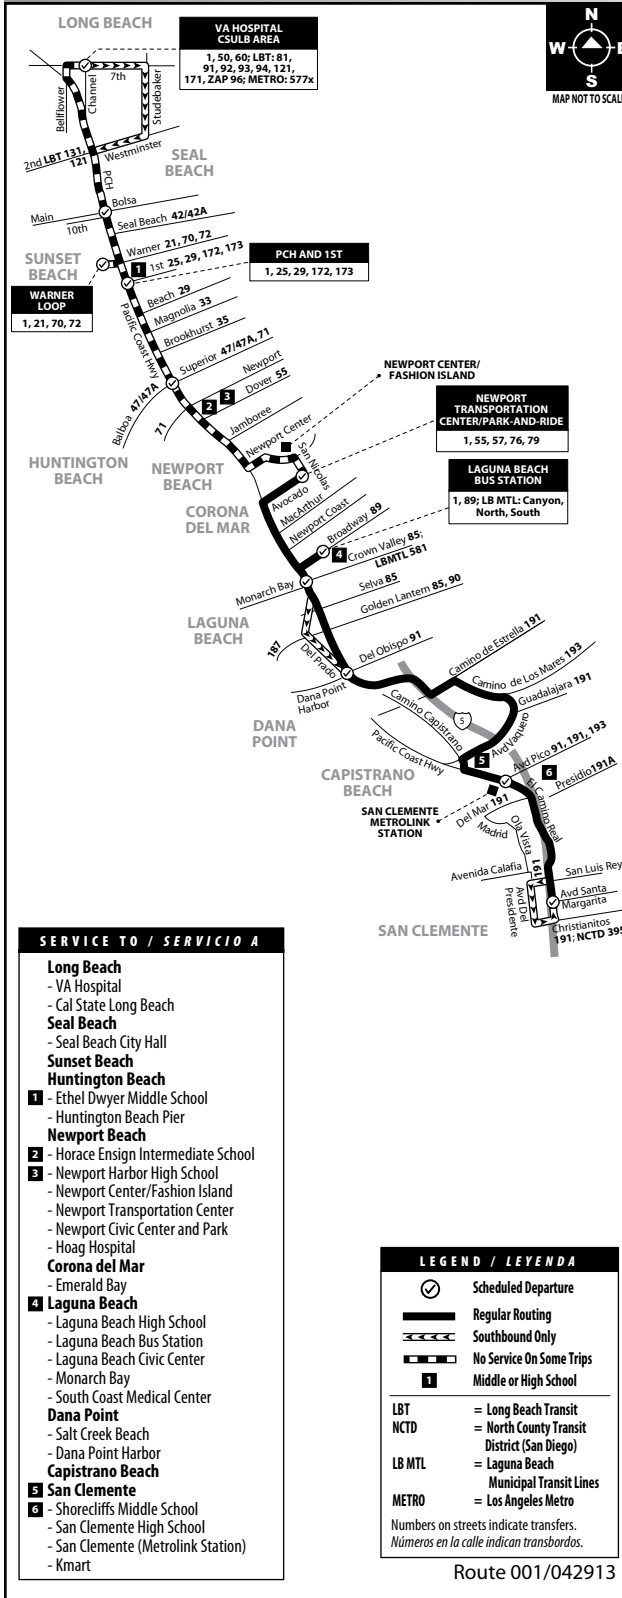 LONG BEACH
VA HOSPITAL
CSULB AREA
1, 50, 60; LBT: 81,
91, 92, 93, 94, 121,
171, ZAP 96; METRO: 577x
N
W
E
S
MAP NOT TO SCALE
7th
Channel
Bellflower
Studebaker
2nd LBT 131,
121
Westminster
SEAL
BEACH
PCH
Bolsa
Main
10th
Seal Beach 42/42A
SUNSET
BEACH
Warner 21, 70, 72
1
1st 25, 29, 172, 173
PCH AND 1ST
1, 25, 29, 172, 173
WARNER
LOOP
1, 21, 70, 72
Beach 29
Magnolia 33
Pacific Coast Hwy
Brookhurst 35
Superior 47/47A, 71
Balboa 47/47A
Newport
Dover 55
2
3
71
Jamboree
NEWPORT CENTER/
FASHION ISLAND
NEWPORT
TRANSPORTATION
CENTER/PARK-AND-RIDE
1, 55, 57, 76, 79
HUNTINGTON
BEACH
NEWPORT
BEACH
Newport Center
San Nicolas
LAGUNA BEACH
BUS STATION
1, 89; LB MTL: Canyon,
North, South
CORONA
DEL MAR
Avocado
MacArthur
Newport Coast
Broadway 89
4
Crown Valley 85;
LBMTL 581
Monarch Bay
Selva 85
Golden Lantern 85, 90
LAGUNA
BEACH
187
Del Prado
Del Obispo 91
Dana Point
Harbor
DANA
POINT
Camino de Estrella 191
Camino de Los Mares 193
Guadalajara 191
Camino Capistrano
5
Avd Vaquero
Pacific Coast Hwy
5
Avd Pico 91, 191, 193
6
CAPISTRANO
BEACH
Presidio 191A
SAN CLEMENTE
METROLINK
STATION
Del Mar 191
Madrid
El Camino Real
Ola Vista
191
Avenida Calafia
San Luis Rey
Avd Del
Presidente
Avd Santa
Margarita
SAN CLEMENTE
Christianitos
191; NCTD 395
SERVICE TO / SERVICIO A
Long Beach
- VA Hospital
- Cal State Long Beach
Seal Beach
- Seal Beach City Hall
Sunset Beach
Huntington Beach
1 - Ethel Dwyer Middle School
- Huntington Beach Pier
Newport Beach
2 - Horace Ensign Intermediate School
3 - Newport Harbor High School
- Newport Center/Fashion Island
- Newport Transportation Center
- Newport Civic Center and Park
- Hoag Hospital
Corona del Mar
- Emerald Bay
4 Laguna Beach
- Laguna Beach High School
- Laguna Beach Bus Station
- Laguna Beach Civic Center
- Monarch Bay
- South Coast Medical Center
Dana Point
- Salt Creek Beach
- Dana Point Harbor
Capistrano Beach
5 San Clemente
6 - Shorecliffs Middle School
- San Clemente High School
- San Clemente (Metrolink Station)
- Kmart
LEGEND / LEYENDA
Scheduled Departure
Regular Routing
Southbound Only
No Service On Some Trips
1 Middle or High School
LBT = Long Beach Transit
NCTD = North County Transit
District (San Diego)
LB MTL = Laguna Beach
Municipal Transit Lines
METRO = Los Angeles Metro
Numbers on streets indicate transfers.
Números en la calle indican transbordos.
Route 001/042913